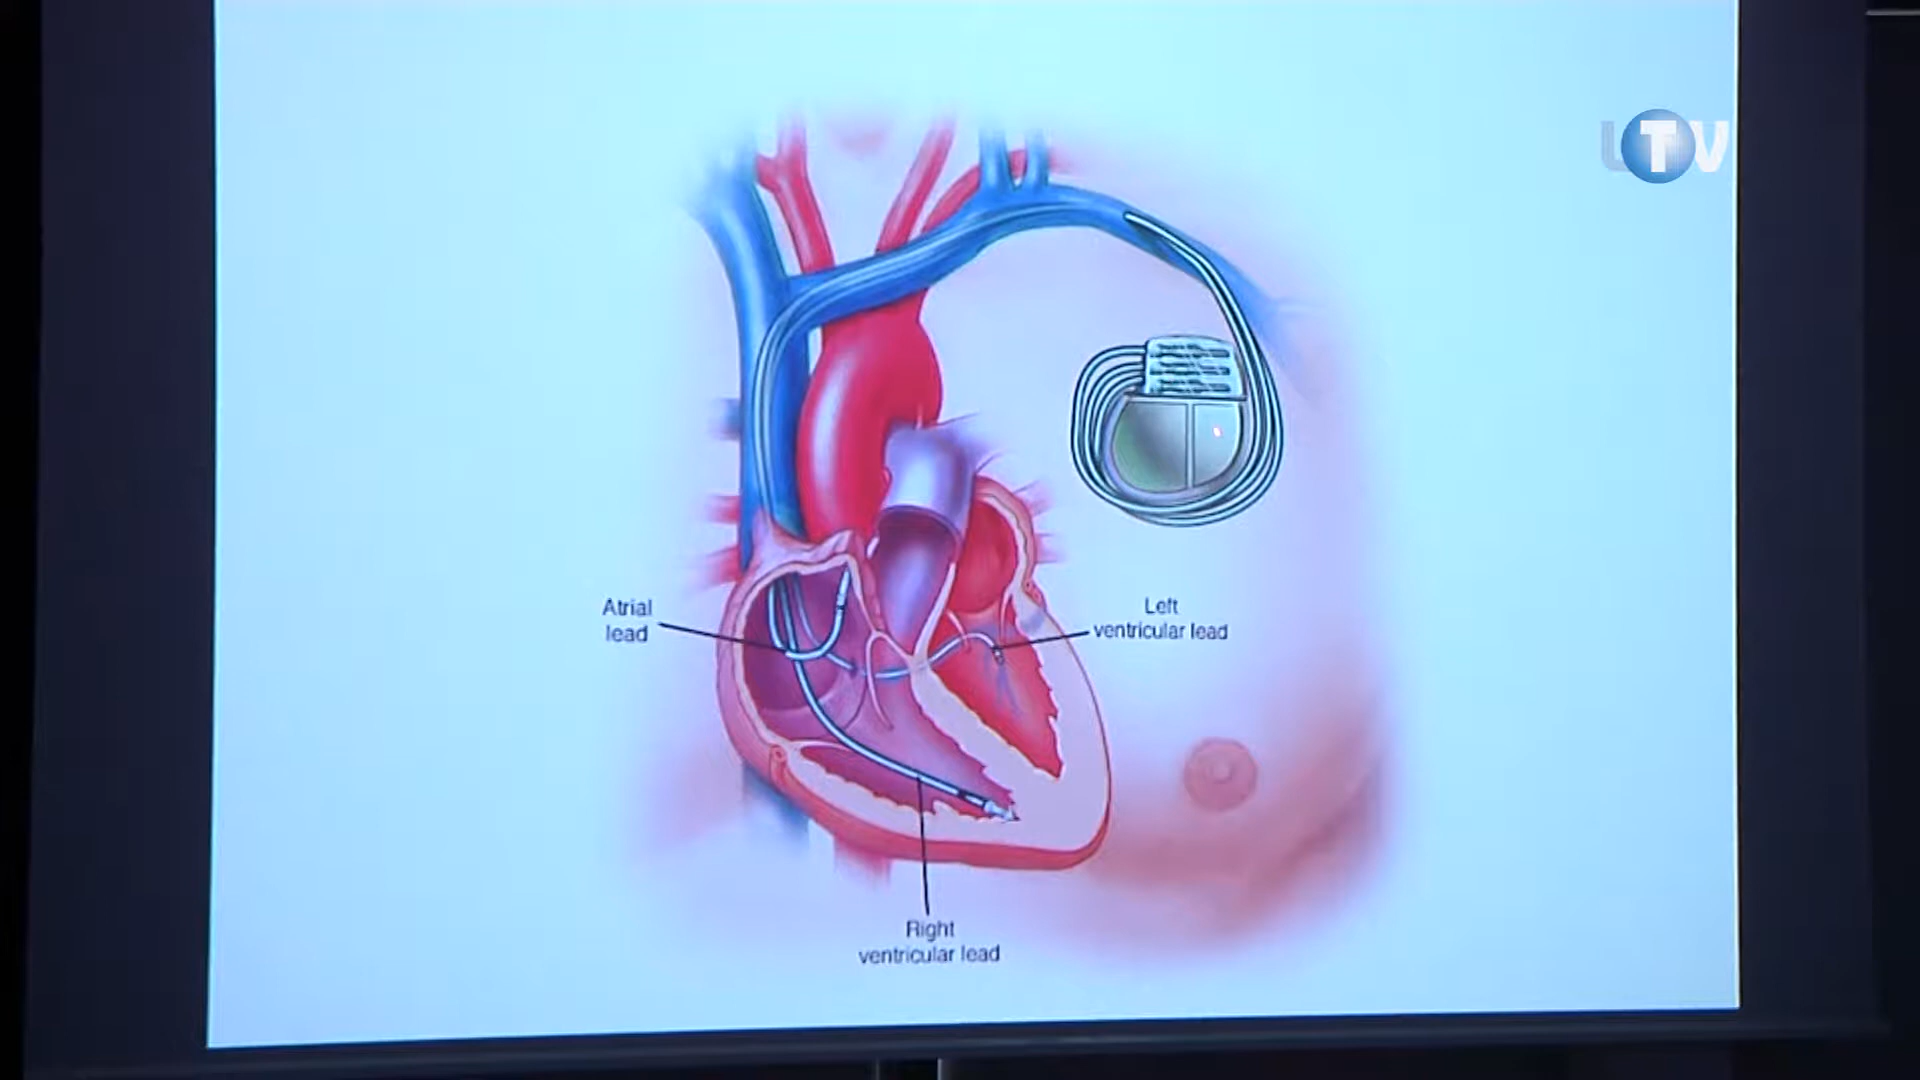 LTV
Atrial
lead
Left
ventricular lead
Right
ventricular lead